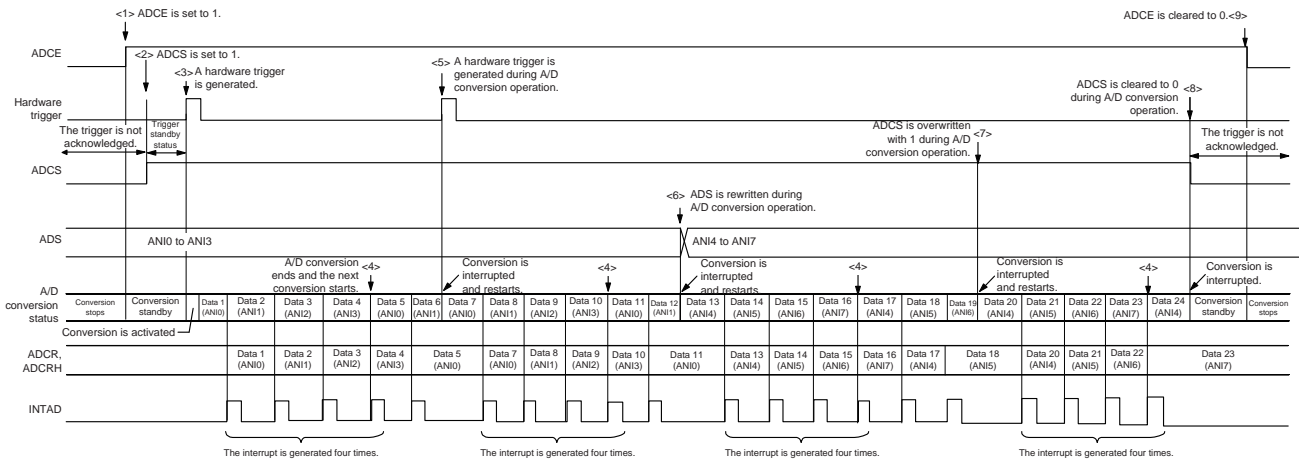 <1> ADCE is set to 1.
ADCE is cleared to 0.<9>
ADCE
<2> ADCS is set to 1.
<3> A hardware trigger
is generated.
<5> A hardware trigger is
generated during A/D
conversion operation.
ADCS is cleared to 0
during A/D conversion
operation.
<8>
Hardware
trigger
The trigger is not
acknowledged.
Trigger
standby
status
ADCS is overwritten
with 1 during A/D
conversion operation.
<7>
The trigger is not
acknowledged.
ADCS
<6> ADS is rewritten during
A/D conversion operation.
ADS
ANI0 to ANI3
ANI4 to ANI7
A/D conversion
ends and the next
conversion starts.
<4>
Conversion is
interrupted
and restarts.
<4>
Conversion is
interrupted
and restarts.
<4>
Conversion is
interrupted
and restarts.
<4>
Conversion is
interrupted.
A/D
conversion
status
Conversion
stops
Conversion
standby
Data 1
(ANI0)
Data 2
(ANI1)
Data 3
(ANI2)
Data 4
(ANI3)
Data 5
(ANI0)
Data 6
(ANI1)
Data 7
(ANI0)
Data 8
(ANI1)
Data 9
(ANI2)
Data 10
(ANI3)
Data 11
(ANI0)
Data 12
(ANI1)
Data 13
(ANI4)
Data 14
(ANI5)
Data 15
(ANI6)
Data 16
(ANI7)
Data 17
(ANI4)
Data 18
(ANI5)
Data 19
(ANI6)
Data 20
(ANI4)
Data 21
(ANI5)
Data 22
(ANI6)
Data 23
(ANI7)
Data 24
(ANI4)
Conversion
standby
Conversion
stops
Conversion is activated
ADCR,
ADCRH
Data 1
(ANI0)
Data 2
(ANI1)
Data 3
(ANI2)
Data 4
(ANI3)
Data 5
(ANI0)
Data 7
(ANI0)
Data 8
(ANI1)
Data 9
(ANI2)
Data 10
(ANI3)
Data 11
(ANI0)
Data 13
(ANI4)
Data 14
(ANI5)
Data 15
(ANI6)
Data 16
(ANI7)
Data 17
(ANI4)
Data 18
(ANI5)
Data 20
(ANI4)
Data 21
(ANI5)
Data 22
(ANI6)
Data 23
(ANI7)
INTAD
The interrupt is generated four times.
The interrupt is generated four times.
The interrupt is generated four times.
The interrupt is generated four times.